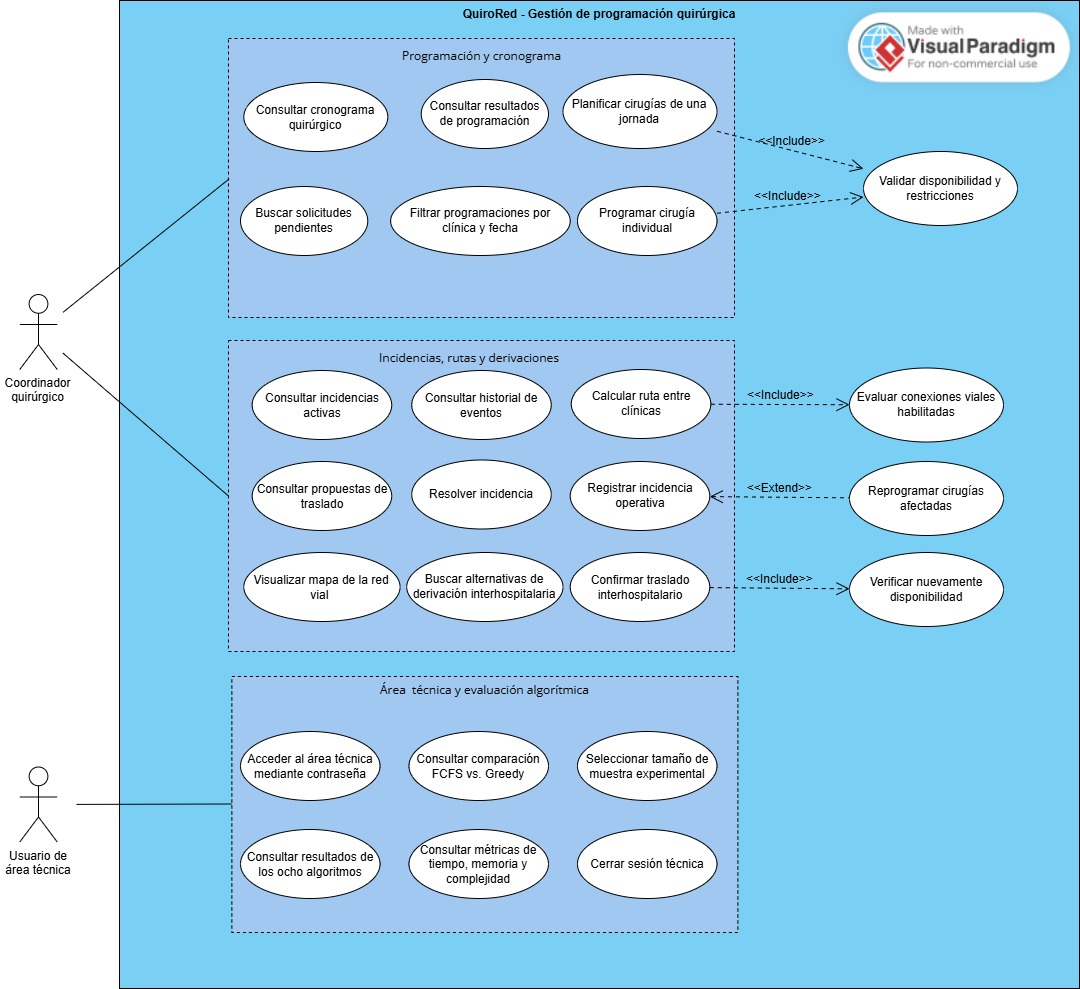 QuiroRed - Gestión de programación quirúrgica
Made with
VisualParadigm
For non-commercial use
Programación y cronograma
Consultar cronograma
quirúrgico
Consultar resultados
de programación
Planificar cirugías de una
jornada
<<Include>>
Validar disponibilidad y
restricciones
Buscar solicitudes
pendientes
Filtrar programaciones por
clínica y fecha
Programar cirugía
individual
<<Include>>
Coordinador
quirúrgico
Incidencias, rutas y derivaciones
Consultar incidencias
activas
Consultar historial de
eventos
Calcular ruta entre
clínicas
<<Include>>
Evaluar conexiones viales
habilitadas
Consultar propuestas de
traslado
Resolver incidencia
Registrar incidencia
operativa
<<Extend>>
Reprogramar cirugías
afectadas
Visualizar mapa de la red
vial
Buscar alternativas de
derivación interhospitalaria
Confirmar traslado
interhospitalario
<<Include>>
Verificar nuevamente
disponibilidad
Área  técnica y evaluación algorítmica
Acceder al área técnica
mediante contraseña
Consultar comparación
FCFS vs. Greedy
Seleccionar tamaño de
muestra experimental
Usuario de
área técnica
Consultar resultados de
los ocho algoritmos
Consultar métricas de
tiempo, memoria y
complejidad
Cerrar sesión técnica